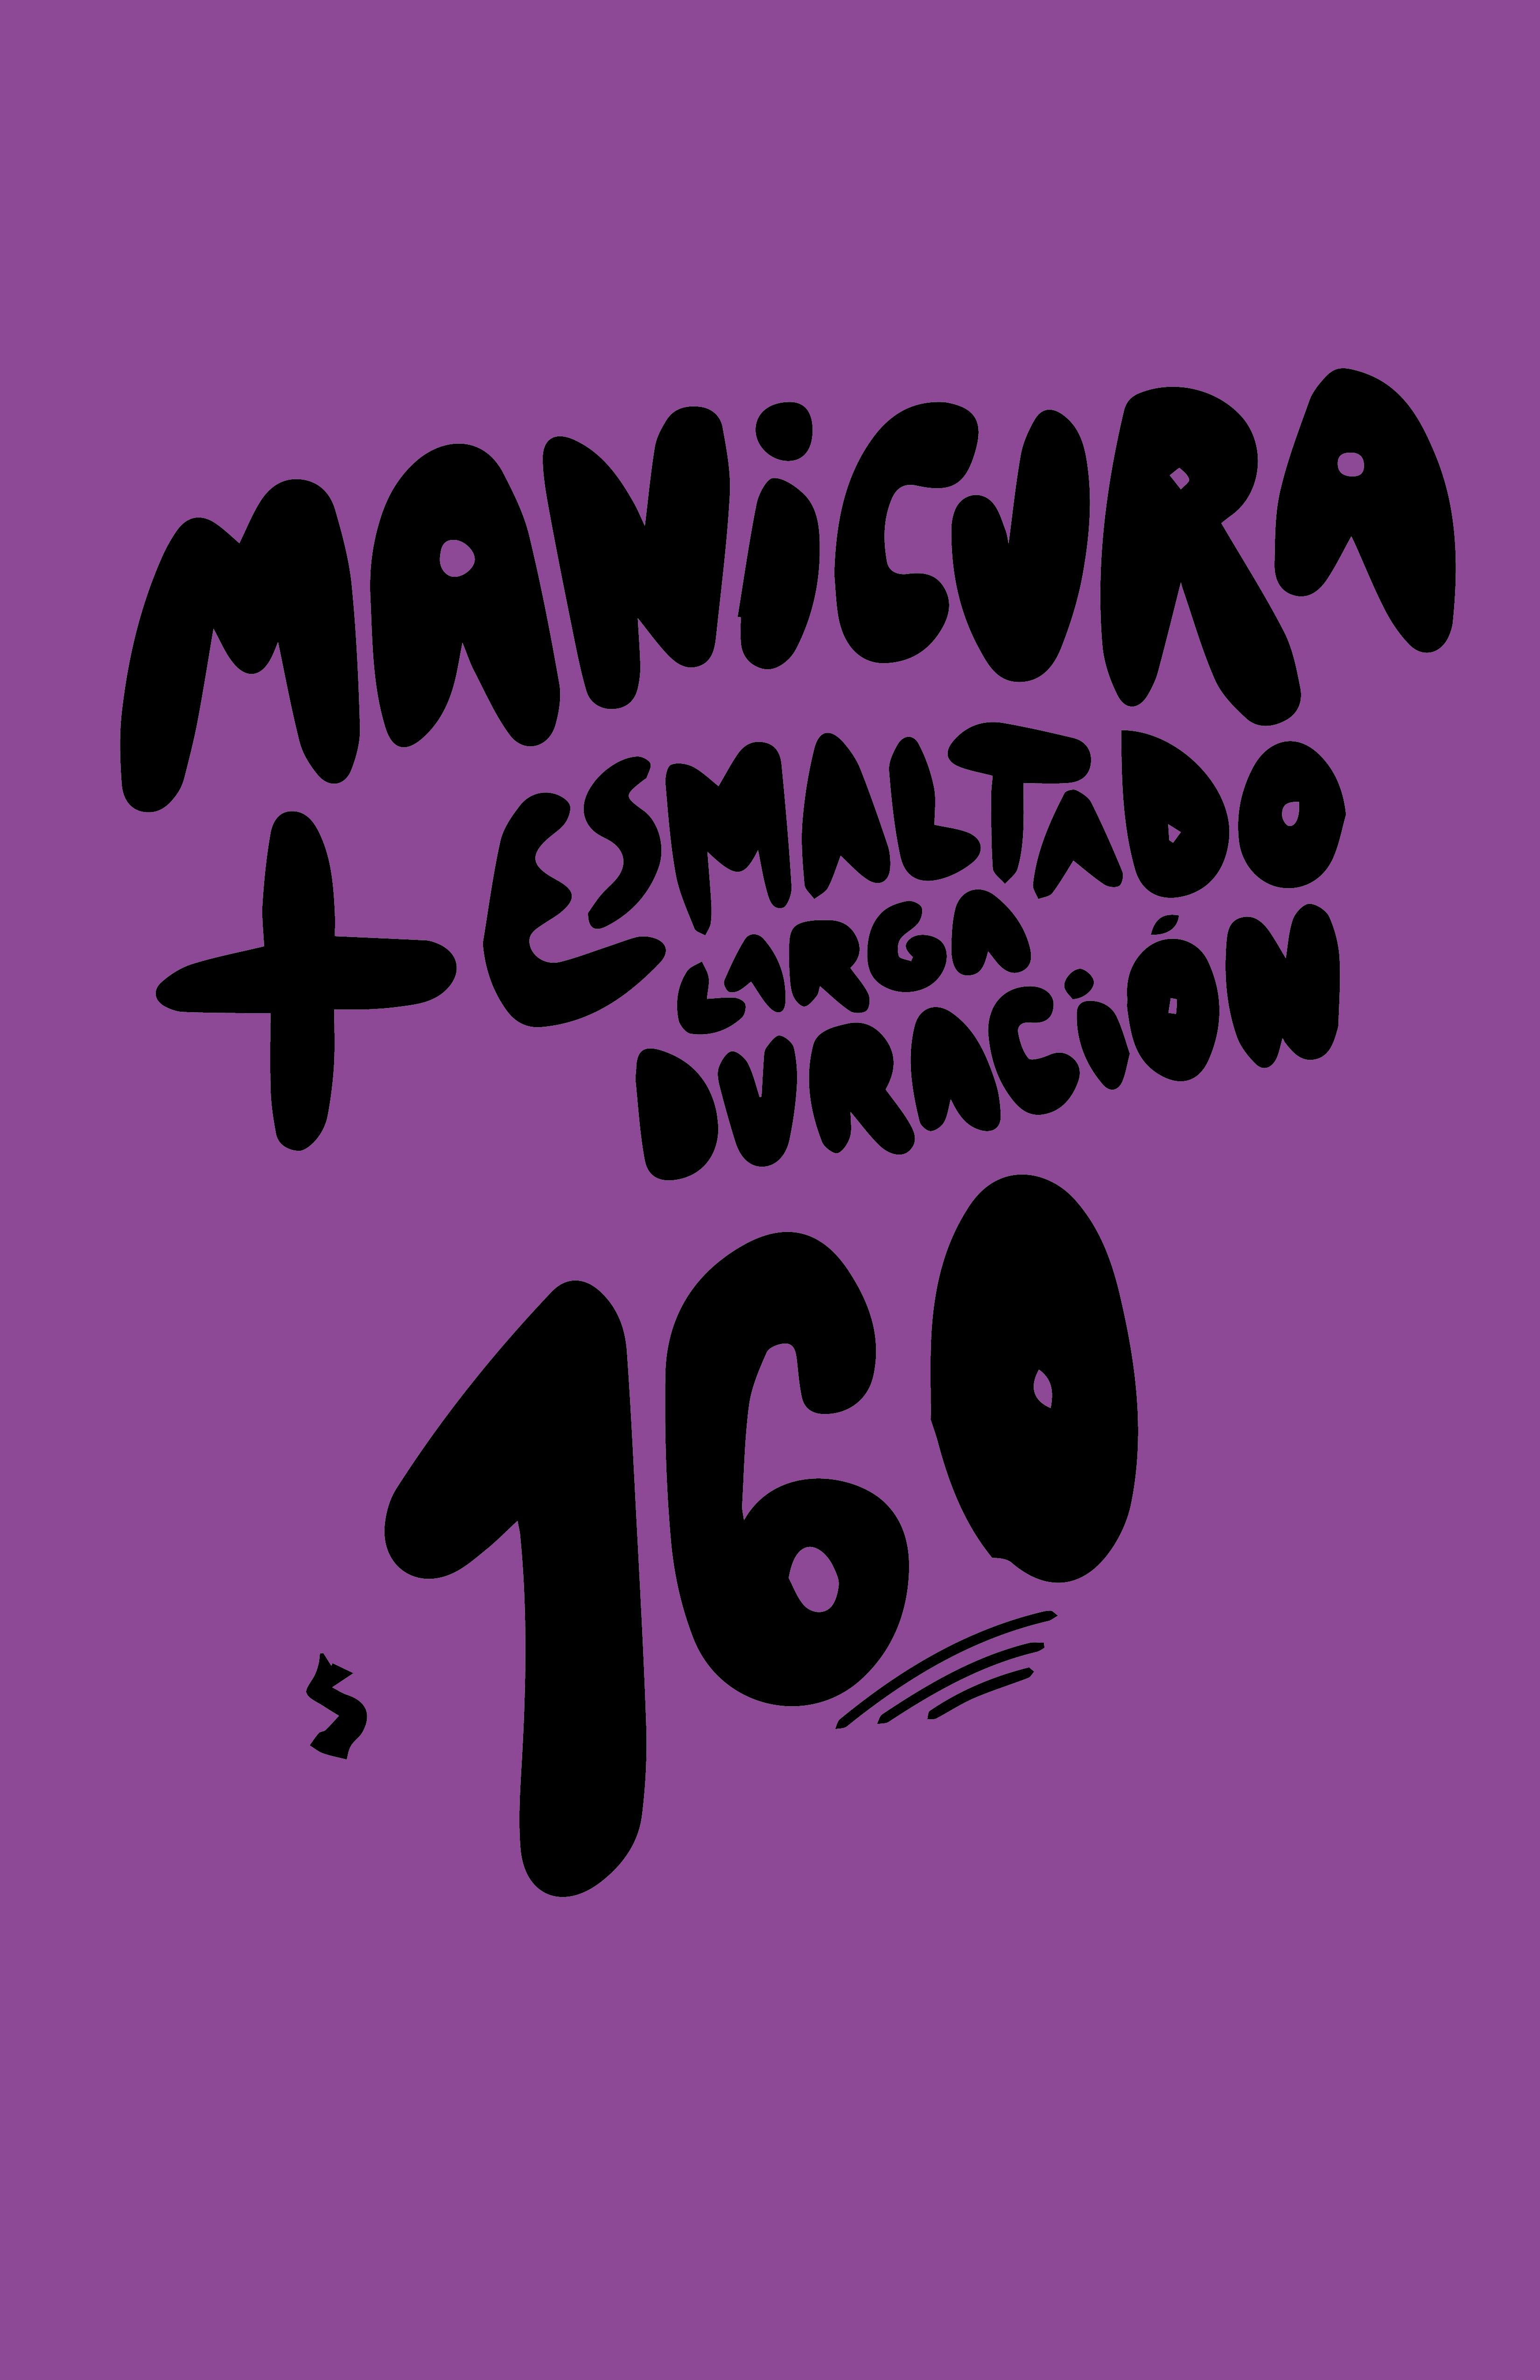 MANiCURA
+ ESMALTADO
LARGA
DURACiÓN
$ 160